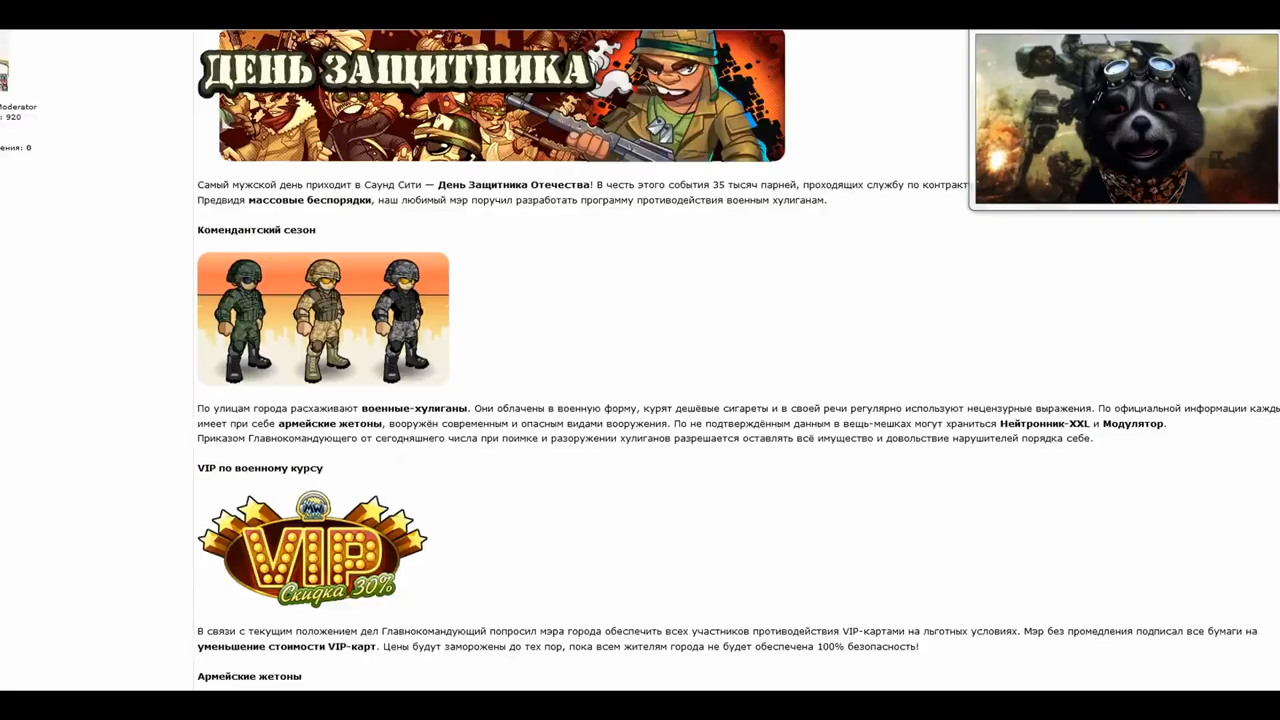 ДЕНЬ ЗАЩИТНИКА
Moderator
: 920
ения: 0
Самый мужской день приходит в Саунд Сити — День Защитника Отечества! В честь этого события 35 тысяч парней, проходящих службу по контракт
Предвидя массовые беспорядки, наш любимый мэр поручил разработать программу противодействия военным хулиганам.
Комендантский сезон
По улицам города расхаживают военные-хулиганы. Они облачены в военную форму, курят дешёвые сигареты и в своей речи регулярно используют нецензурные выражения. По официальной информации кажды
имеет при себе армейские жетоны, вооружён современным и опасным видами вооружения. По не подтверждённым данным в вещь-мешках могут храниться Нейтронник-XXL и Модулятор.
Приказом Главнокомандующего от сегодняшнего числа при поимке и разоружении хулиганов разрешается оставлять всё имущество и довольствие нарушителей порядка себе.
VIP по военному курсу
MW
VIP
Скидка 30%
В связи с текущим положением дел Главнокомандующий попросил мэра города обеспечить всех участников противодействия VIP-картами на льготных условиях. Мэр без промедления подписал все бумаги на
уменьшение стоимости VIP-карт. Цены будут заморожены до тех пор, пока всем жителям города не будет обеспечена 100% безопасность!
Армейские жетоны